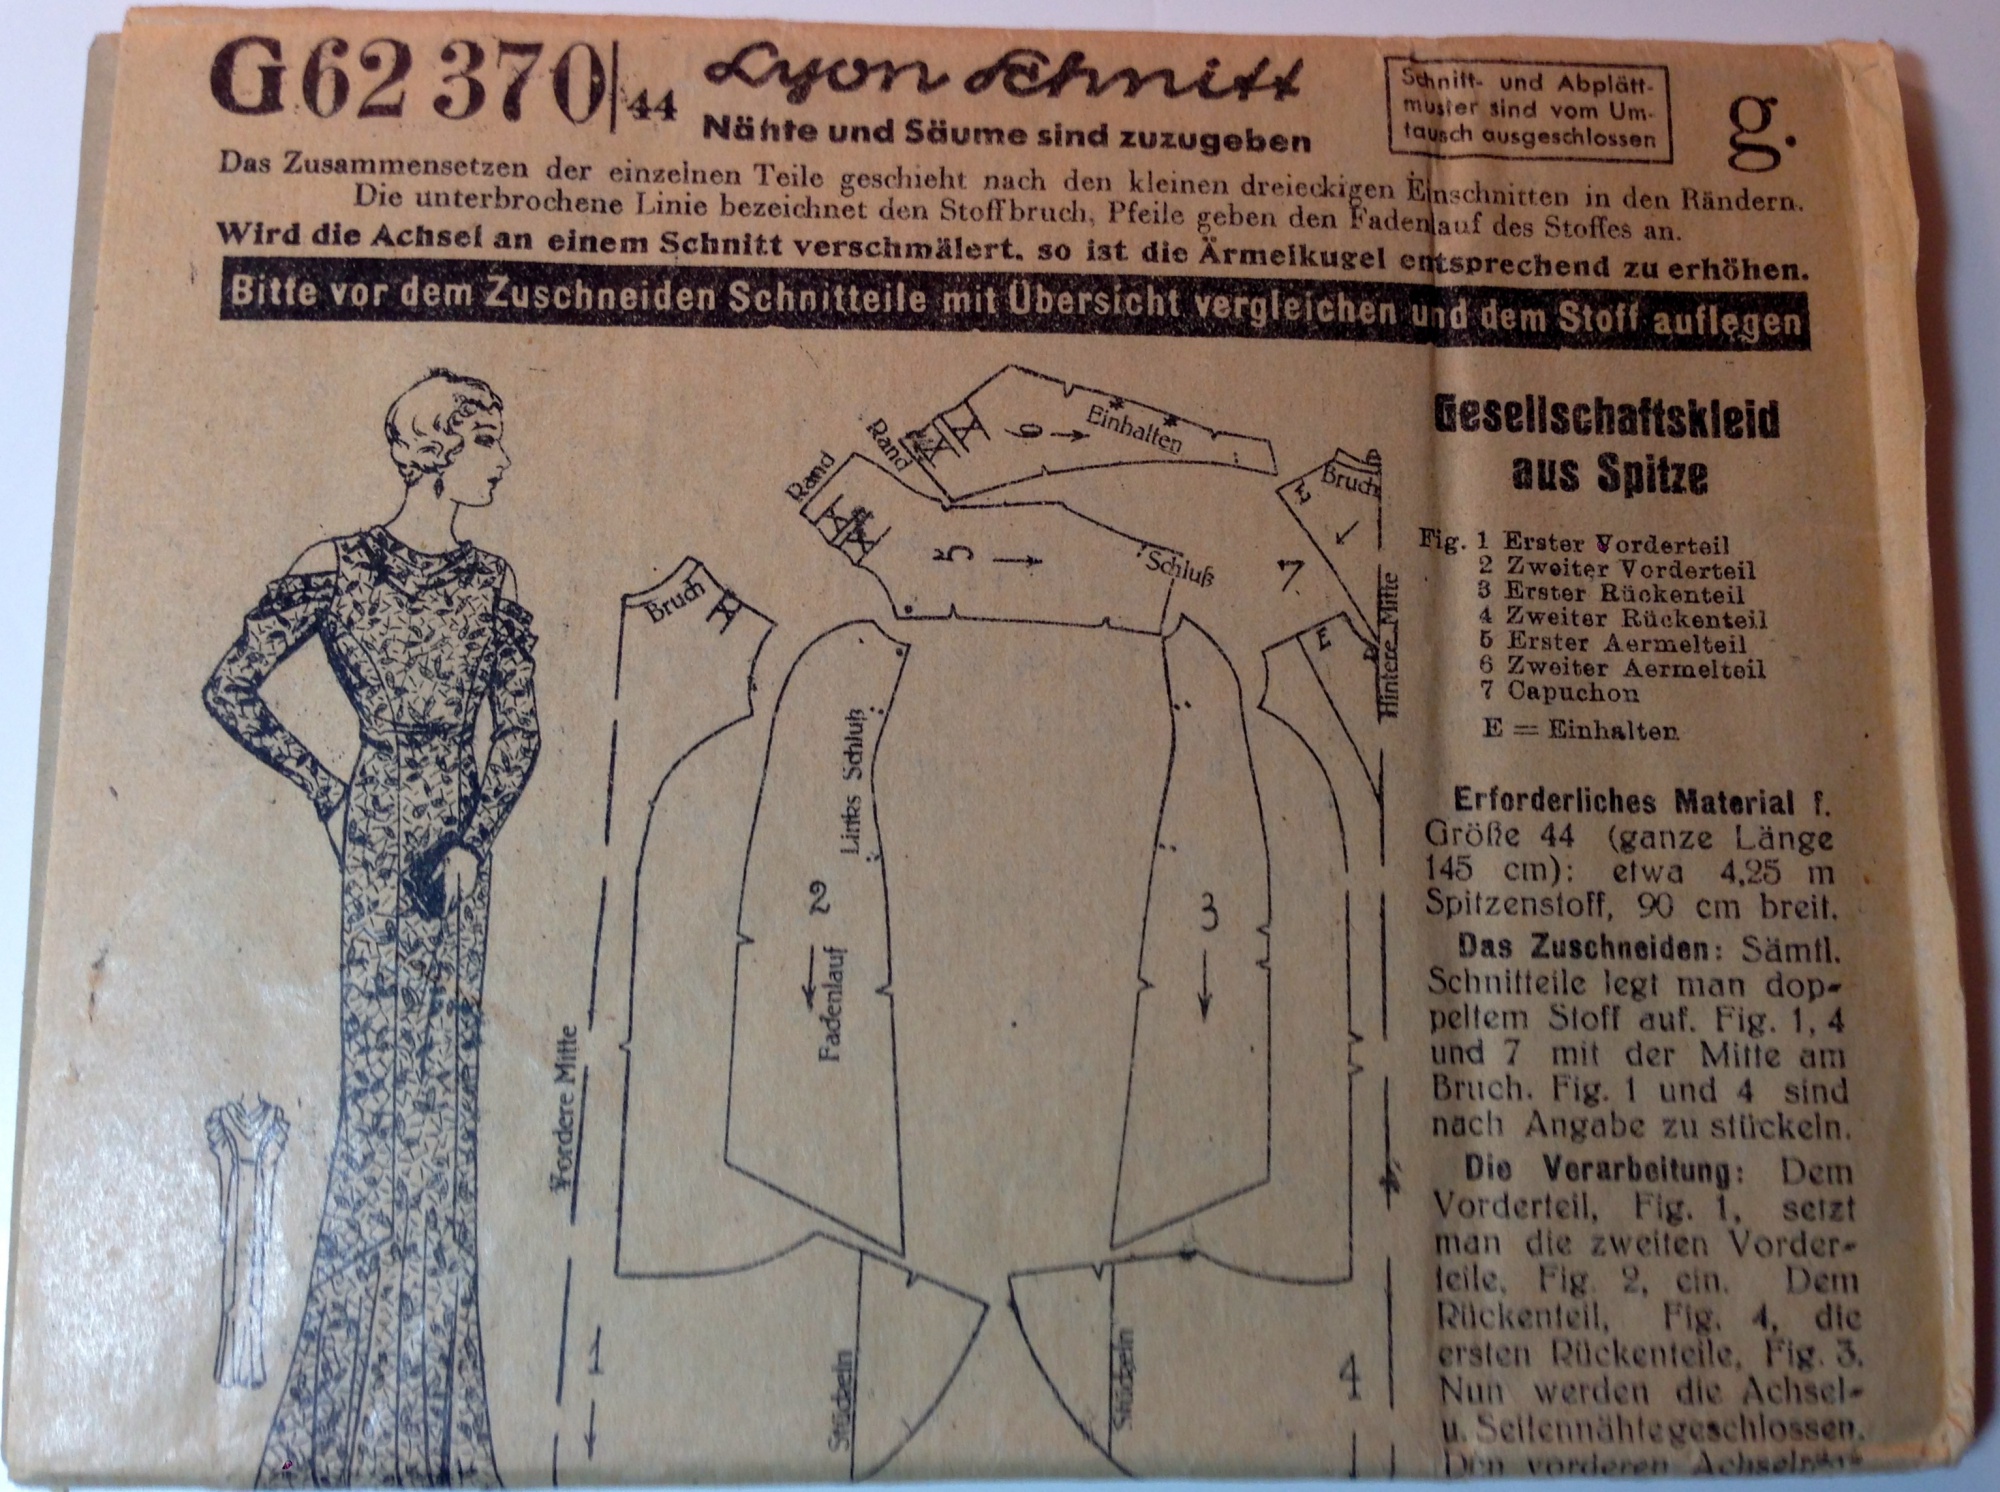 G62370/44
Lyon Schnitt
Nähte und Säume sind zuzugeben
Schnitt- und Abplätt-
muster sind vom Um-
tausch ausgeschlossen
g.
Das Zusammensetzen der einzelnen Teile geschieht nach den kleinen dreieckigen Einschnitten in den Rändern.
Die unterbrochene Linie bezeichnet den Stoffbruch, Pfeile geben den Fadenlauf des Stoffes an.
Wird die Achsel an einem Schnitt verschmälert, so ist die Ärmelkugel entsprechend zu erhöhen.
Bitte vor dem Zuschneiden Schnitteile mit Übersicht vergleichen und dem Stoff auflegen
Rand
6
Einhalten
Rand
5
Schluß
E
Bruch
7
Hintere Mitte
Bruch
E
Links Schluß
2
Fadenlauf
3
Vordere Mitte
1
Stückeln
Stückeln
4
Gesellschaftskleid
aus Spitze
Fig. 1 Erster Vorderteil
2 Zweiter Vorderteil
3 Erster Rückenteil
4 Zweiter Rückenteil
5 Erster Aermelteil
6 Zweiter Aermelteil
7 Capuchon
E = Einhalten
Erforderliches Material f.
Größe 44 (ganze Länge
145 cm): etwa 4,25 m
Spitzenstoff, 90 cm breit.
Das Zuschneiden: Sämtl.
Schnitteile legt man dop-
peltem Stoff auf. Fig. 1, 4
und 7 mit der Mitte am
Bruch. Fig. 1 und 4 sind
nach Angabe zu stückeln.
Die Verarbeitung: Dem
Vorderteil, Fig. 1, setzt
man die zweiten Vorder-
teile, Fig. 2, ein. Dem
Rückenteil, Fig. 4, die
ersten Rückenteile, Fig. 3.
Nun werden die Achsel-
u. Seitennähte geschlossen.
Den vorderen